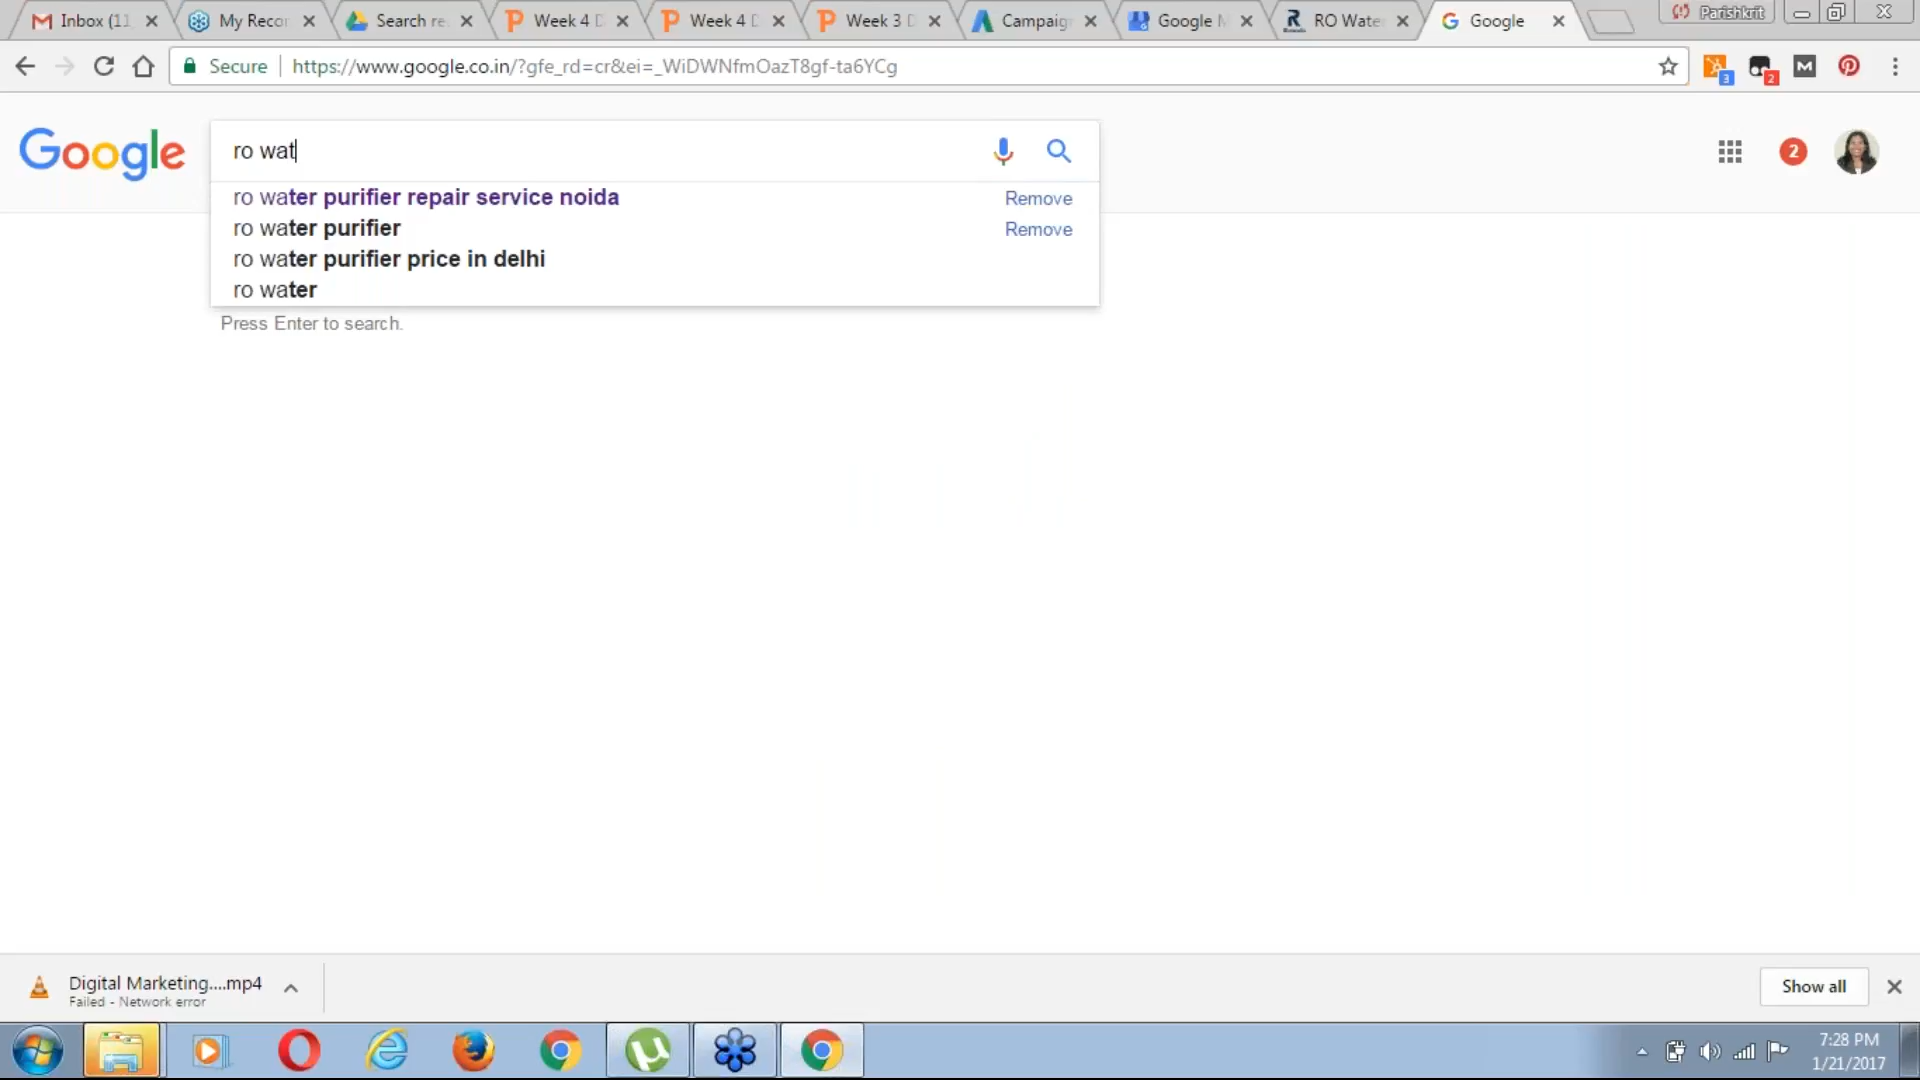 Inbox (11
My Recor
Search re
Week 4 D
Week 4 D
Week 3 D
Campaig
Google M
RO Wate
Google
Parishkrit
Secure
https://www.google.co.in/?gfe_rd=cr&ei=_WiDWNfmOazT8gf-ta6YCg
3
2
Google
ro wat
2
ro water purifier repair service noida
Remove
ro water purifier
Remove
ro water purifier price in delhi
ro water
Press Enter to search.
Digital Marketing....mp4
Failed - Network error
Show all
7:28 PM
1/21/2017